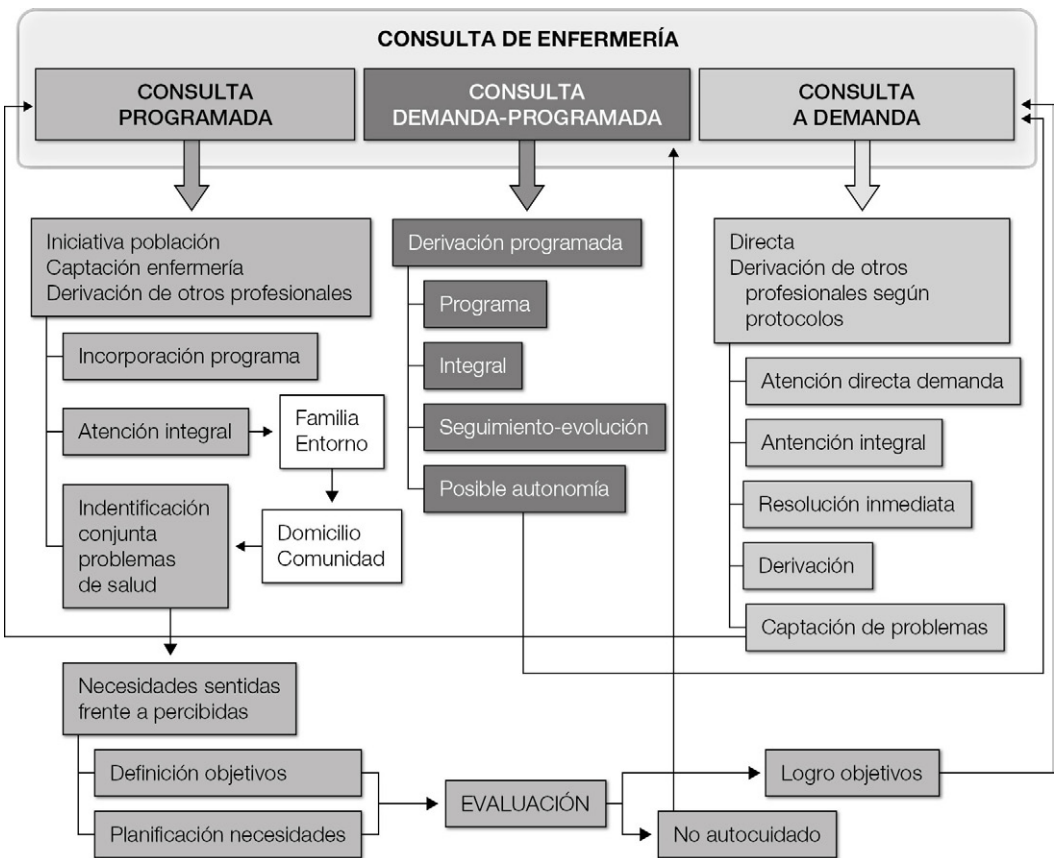 CONSULTA DE ENFERMERÍA
CONSULTA
PROGRAMADA
CONSULTA
DEMANDA-PROGRAMADA
CONSULTA
A DEMANDA
Iniciativa población
Captación enfermería
Derivación de otros profesionales
Incorporación programa
Atención integral
Familia
Entorno
Domicilio
Comunidad
Indentificación
conjunta
problemas
de salud
Necesidades sentidas
frente a percibidas
Definición objetivos
Planificación necesidades
EVALUACIÓN
Logro objetivos
No autocuidado
Derivación programada
Programa
Integral
Seguimiento-evolución
Posible autonomía
Directa
Derivación de otros
profesionales según
protocolos
Atención directa demanda
Antención integral
Resolución inmediata
Derivación
Captación de problemas